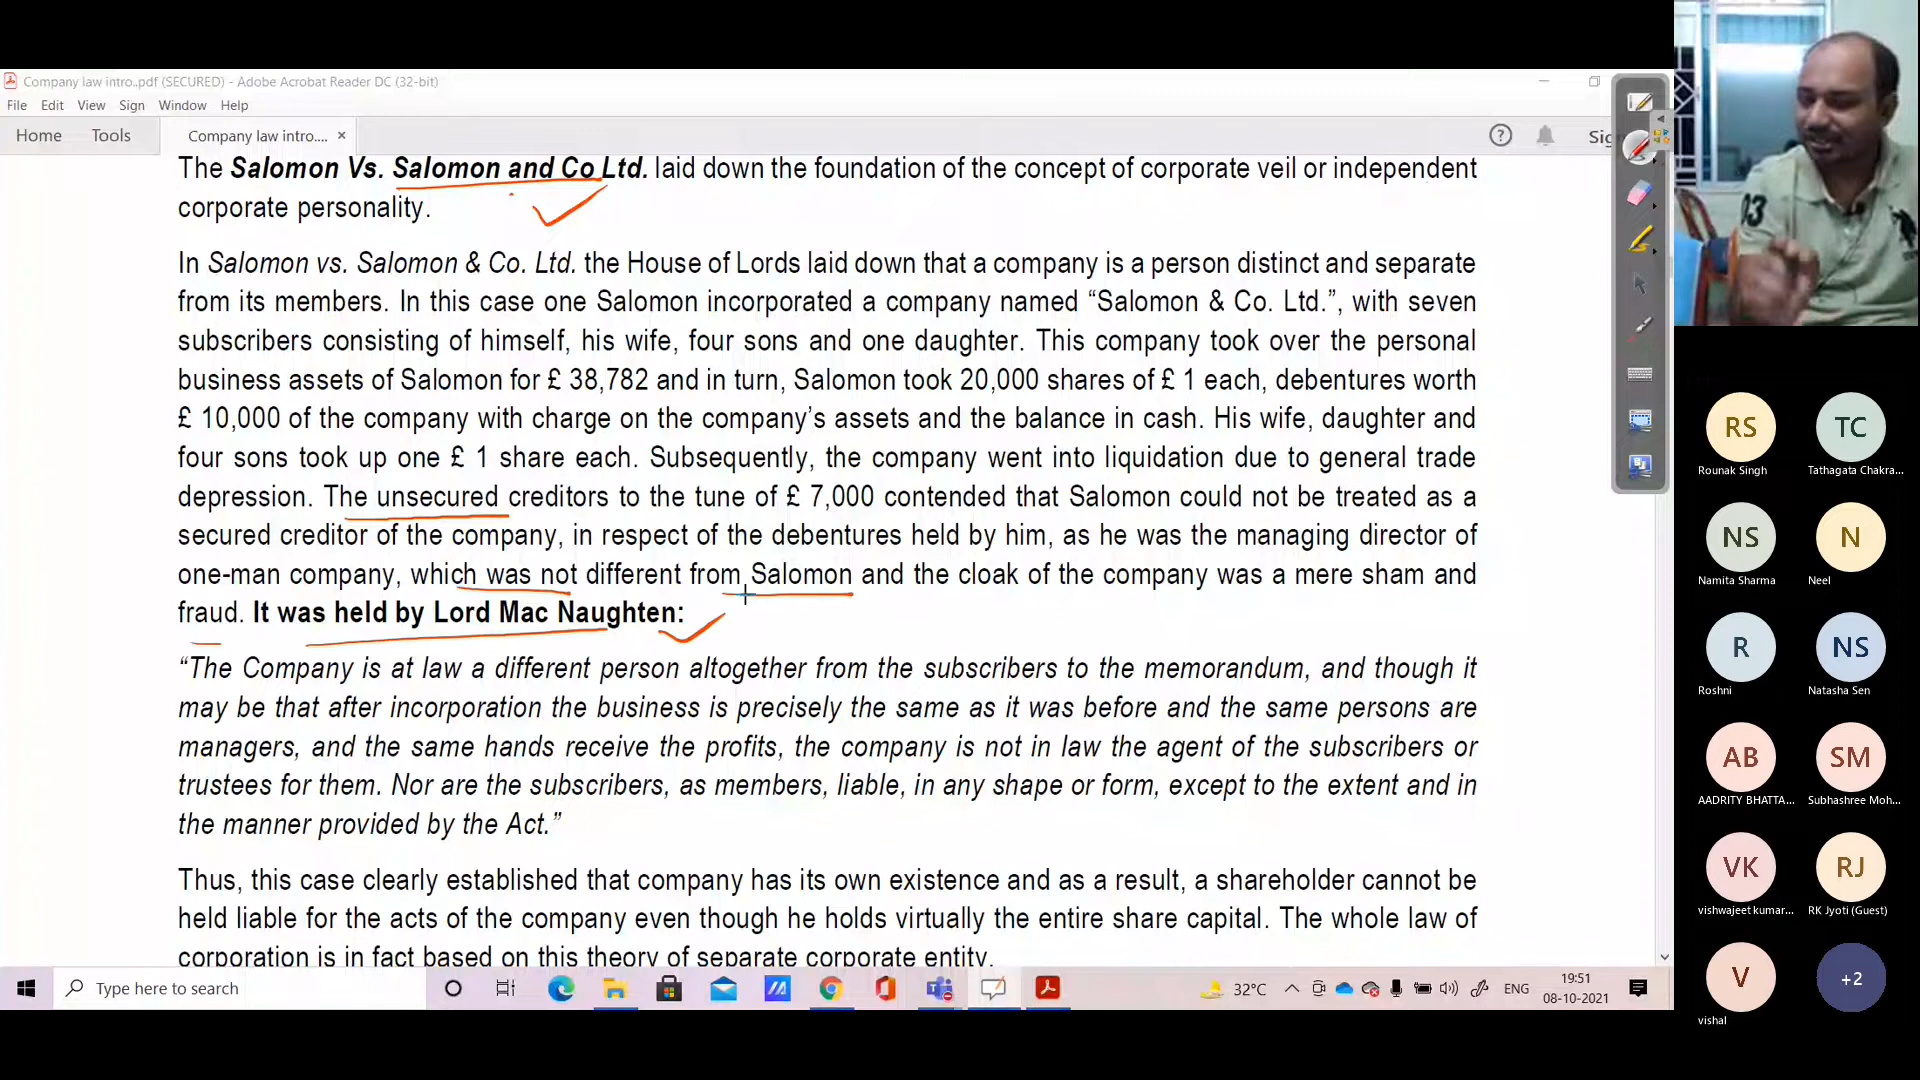 Company law intro..pdf (SECURED) - Adobe Acrobat Reader DC (32-bit)
File Edit View Sign Window Help
Home Tools Company law intro.... × Sig
The Salomon Vs. Salomon and Co Ltd. laid down the foundation of the concept of corporate veil or independent
corporate personality.
In Salomon vs. Salomon & Co. Ltd. the House of Lords laid down that a company is a person distinct and separate
from its members. In this case one Salomon incorporated a company named “Salomon & Co. Ltd.”, with seven
subscribers consisting of himself, his wife, four sons and one daughter. This company took over the personal
business assets of Salomon for £ 38,782 and in turn, Salomon took 20,000 shares of £ 1 each, debentures worth
£ 10,000 of the company with charge on the company’s assets and the balance in cash. His wife, daughter and
four sons took up one £ 1 share each. Subsequently, the company went into liquidation due to general trade
depression. The unsecured creditors to the tune of £ 7,000 contended that Salomon could not be treated as a
secured creditor of the company, in respect of the debentures held by him, as he was the managing director of
one-man company, which was not different from Salomon and the cloak of the company was a mere sham and
fraud. It was held by Lord Mac Naughten:
“The Company is at law a different person altogether from the subscribers to the memorandum, and though it
may be that after incorporation the business is precisely the same as it was before and the same persons are
managers, and the same hands receive the profits, the company is not in law the agent of the subscribers or
trustees for them. Nor are the subscribers, as members, liable, in any shape or form, except to the extent and in
the manner provided by the Act.”
Thus, this case clearly established that company has its own existence and as a result, a shareholder cannot be
held liable for the acts of the company even though he holds virtually the entire share capital. The whole law of
corporation is in fact based on this theory of separate corporate entity.
Type here to search
32°C
ENG
19:51
08-10-2021
03
RS TC
Rounak Singh Tathagata Chakra...
NS N
Namita Sharma Neel
R NS
Roshni Natasha Sen
AB SM
AADRITY BHATTA... Subhashree Moh...
VK RJ
vishwajeet kumar... RK Jyoti (Guest)
V +2
vishal